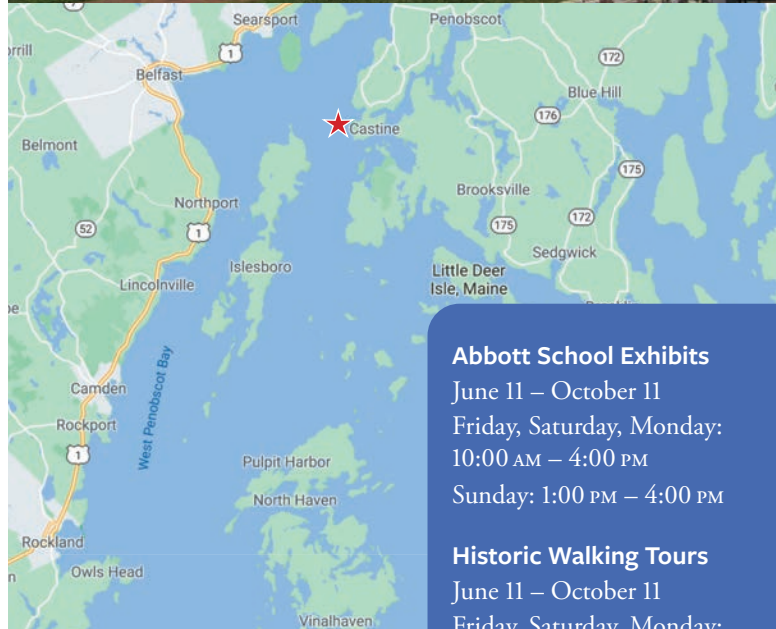 Searsport
Penobscot
1
172
Belfast
Blue Hill
176
Castine
Belmont
175
Brooksville
Northport
52
1
175
172
Sedgwick
Islesboro
Little Deer
Isle, Maine
Lincolnville
Abbott School Exhibits
June 11 – October 11
Friday, Saturday, Monday:
10:00 AM – 4:00 PM
Sunday: 1:00 PM – 4:00 PM
West Penobscot Bay
Camden
Rockport
1
Pulpit Harbor
North Haven
Rockland
Owls Head
Vinalhaven
Historic Walking Tours
June 11 – October 11
Friday, Saturday, Monday: